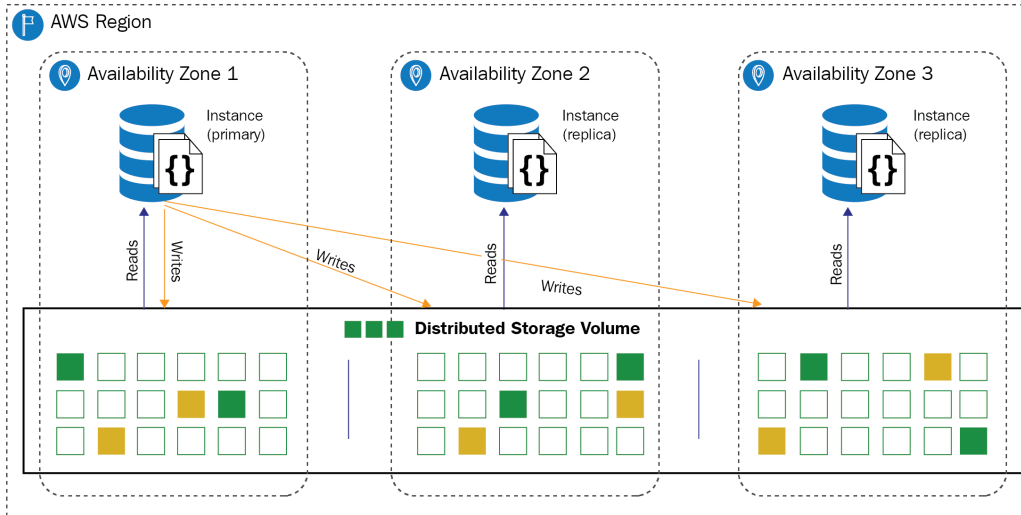 AWS Region
Availability Zone 1
Availability Zone 2
Availability Zone 3
Instance
(primary)
Instance
(replica)
Instance
(replica)
{}
{}
{}
Reads
Writes
Writes
Reads
Writes
Reads
Distributed Storage Volume